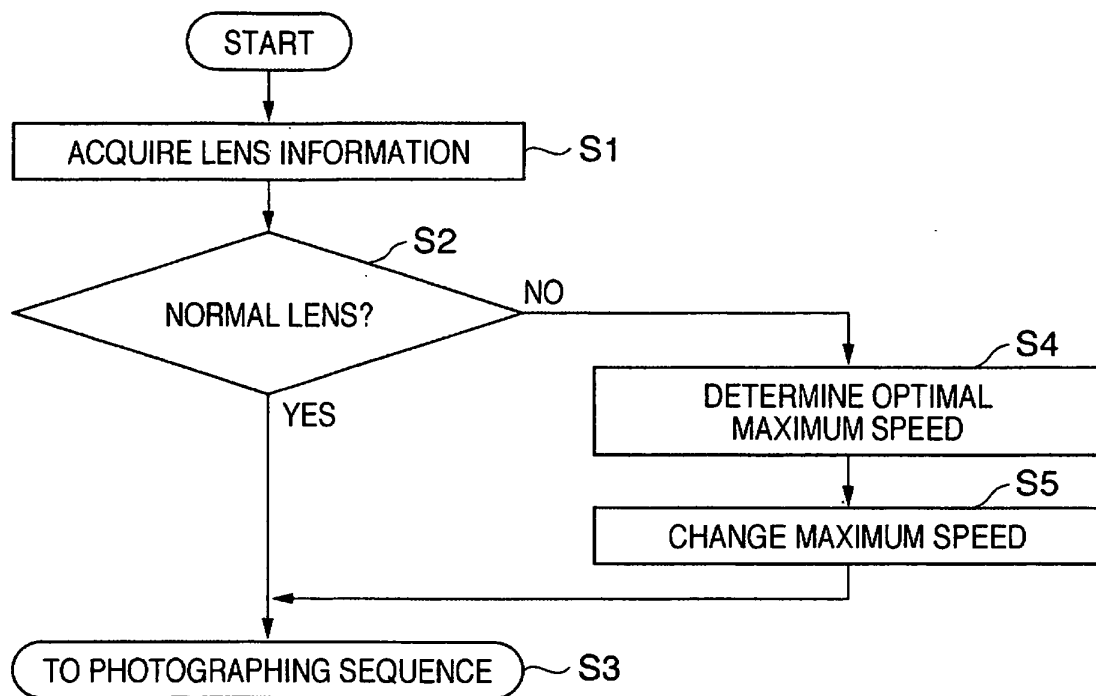 START
ACQUIRE LENS INFORMATION
S1
S2
NORMAL LENS?
NO
YES
S4
DETERMINE OPTIMAL
MAXIMUM SPEED
S5
CHANGE MAXIMUM SPEED
TO PHOTOGRAPHING SEQUENCE
S3